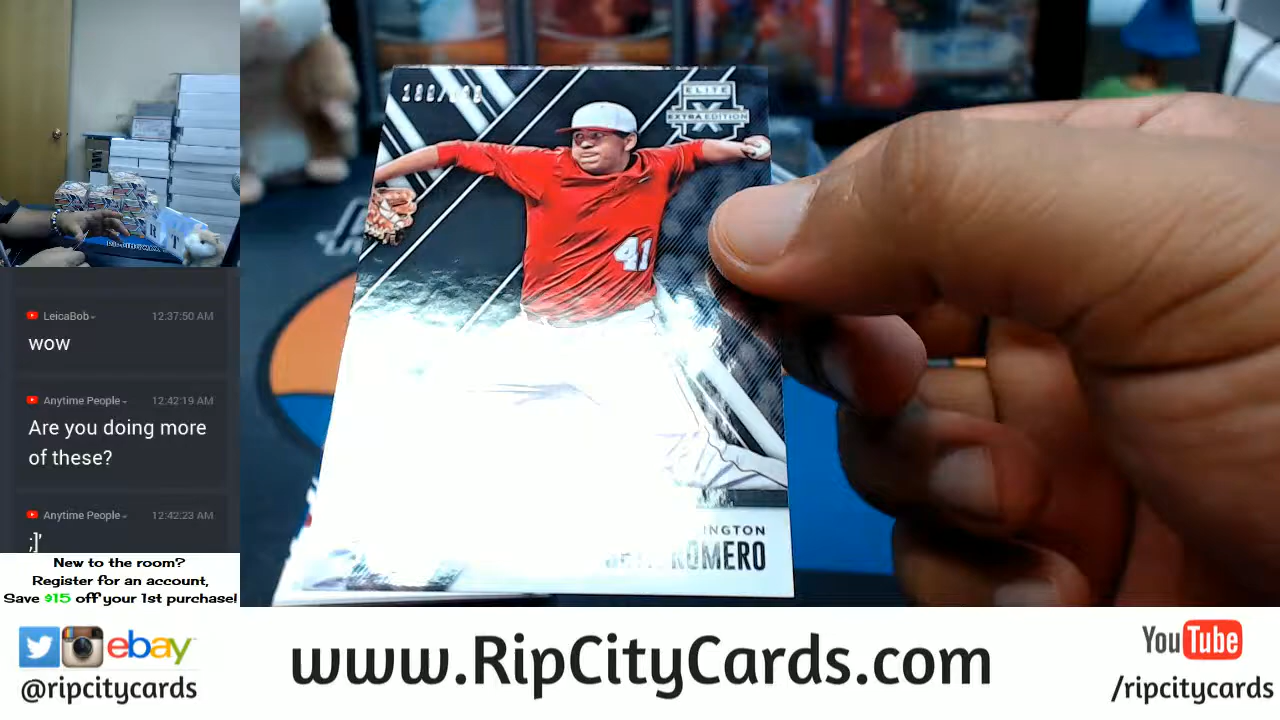 ELITE
EXTRA EDITION
41
ROMERO
LeicaBob
12:37:50 AM
wow
Anytime People
12:42:19 AM
Are you doing more
of these?
Anytime People
12:42:23 AM
;]'
New to the room?
Register for an account,
Save $15 off your 1st purchase!
ebay
@ripcitycards
www.RipCityCards.com
YouTube
/ripcitycards